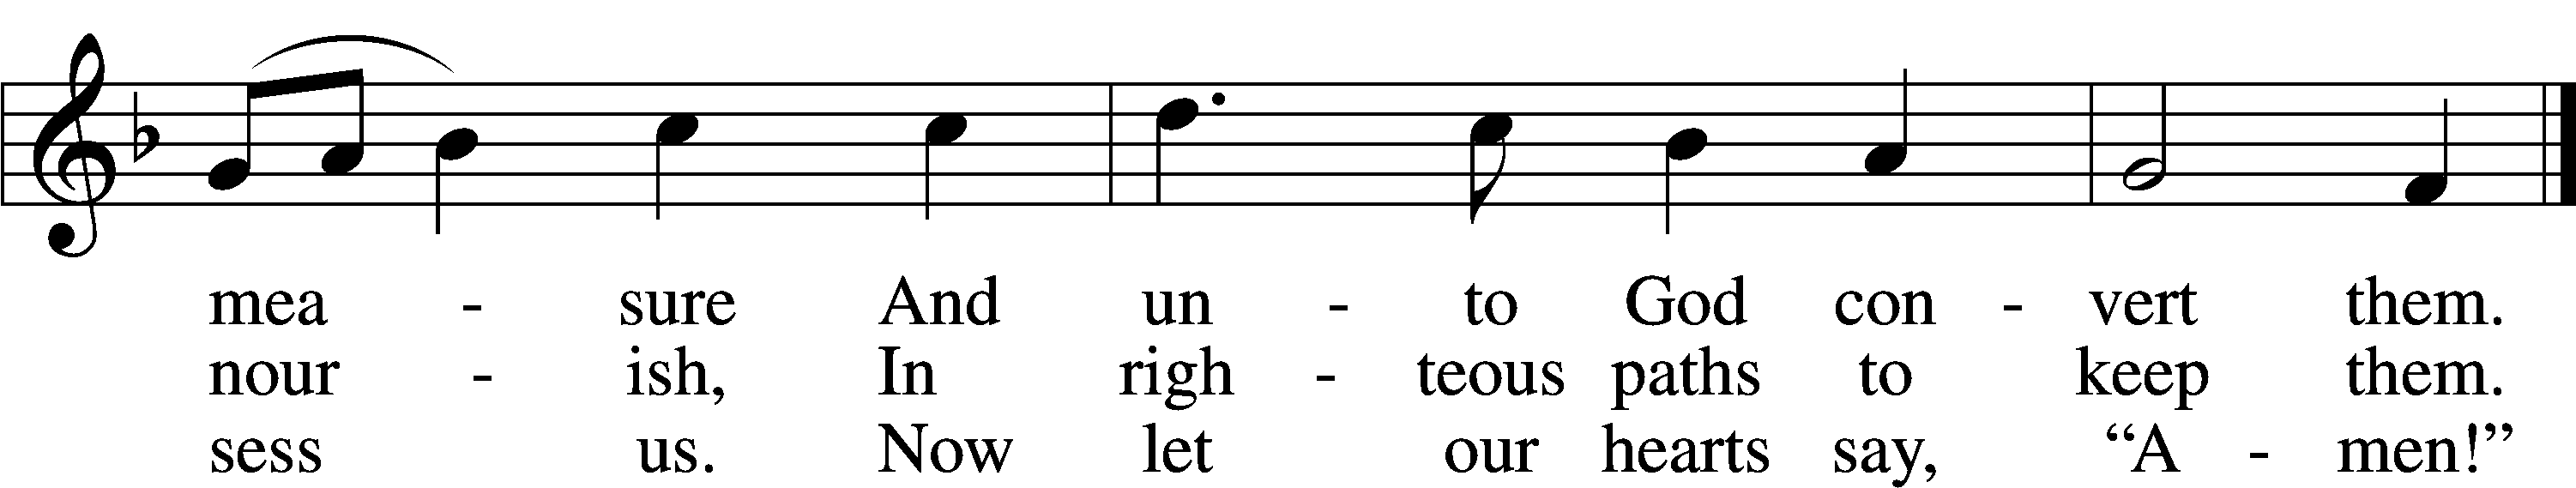 mea - sure And un - to God con - vert them.
nour - ish, In righ - teous paths to keep them.
sess us. Now let our hearts say, “A - men!”